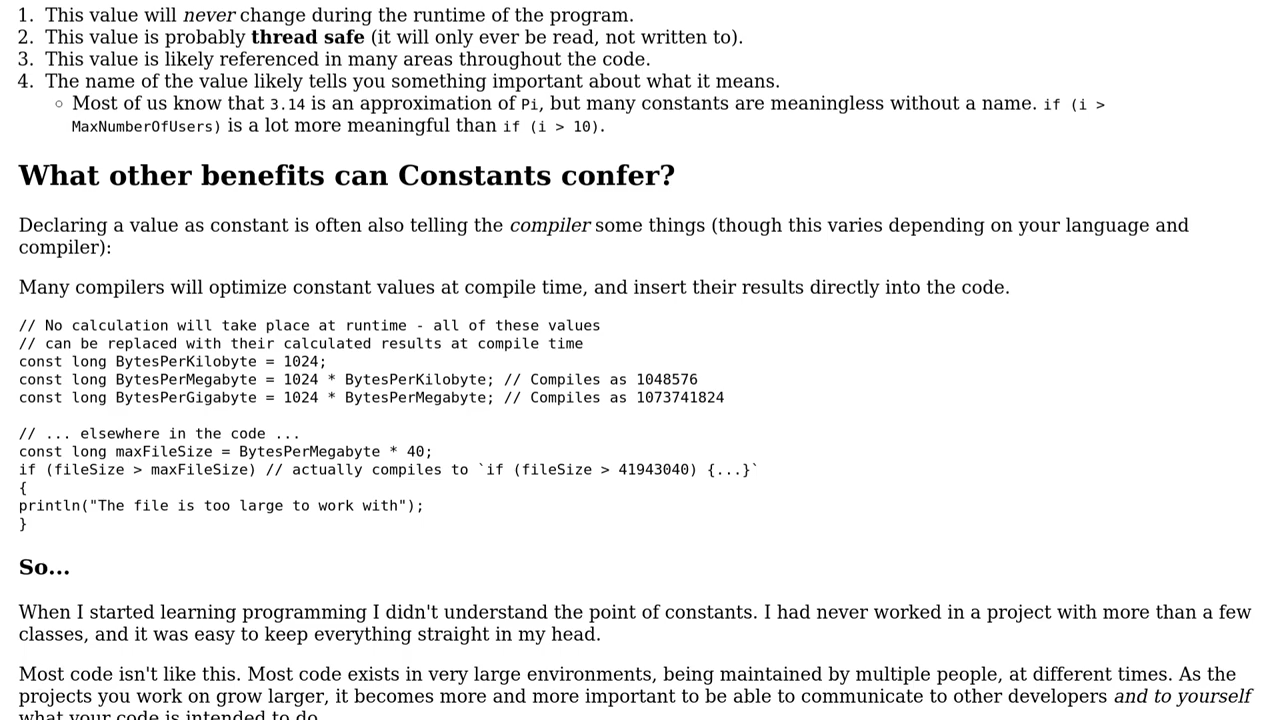 1. This value will never change during the runtime of the program.
2. This value is probably thread safe (it will only ever be read, not written to).
3. This value is likely referenced in many areas throughout the code.
4. The name of the value likely tells you something important about what it means.
◦ Most of us know that 3.14 is an approximation of Pi, but many constants are meaningless without a name. if (i >
MaxNumberOfUsers) is a lot more meaningful than if (i > 10).
What other benefits can Constants confer?
Declaring a value as constant is often also telling the compiler some things (though this varies depending on your language and
compiler):
Many compilers will optimize constant values at compile time, and insert their results directly into the code.
// No calculation will take place at runtime - all of these values
// can be replaced with their calculated results at compile time
const long BytesPerKilobyte = 1024;
const long BytesPerMegabyte = 1024 * BytesPerKilobyte; // Compiles as 1048576
const long BytesPerGigabyte = 1024 * BytesPerMegabyte; // Compiles as 1073741824
// ... elsewhere in the code ...
const long maxFileSize = BytesPerMegabyte * 40;
if (fileSize > maxFileSize) // actually compiles to `if (fileSize > 41943040) {...}`
{
println("The file is too large to work with");
}
So...
When I started learning programming I didn't understand the point of constants. I had never worked in a project with more than a few
classes, and it was easy to keep everything straight in my head.
Most code isn't like this. Most code exists in very large environments, being maintained by multiple people, at different times. As the
projects you work on grow larger, it becomes more and more important to be able to communicate to other developers and to yourself
what your code is intended to do.